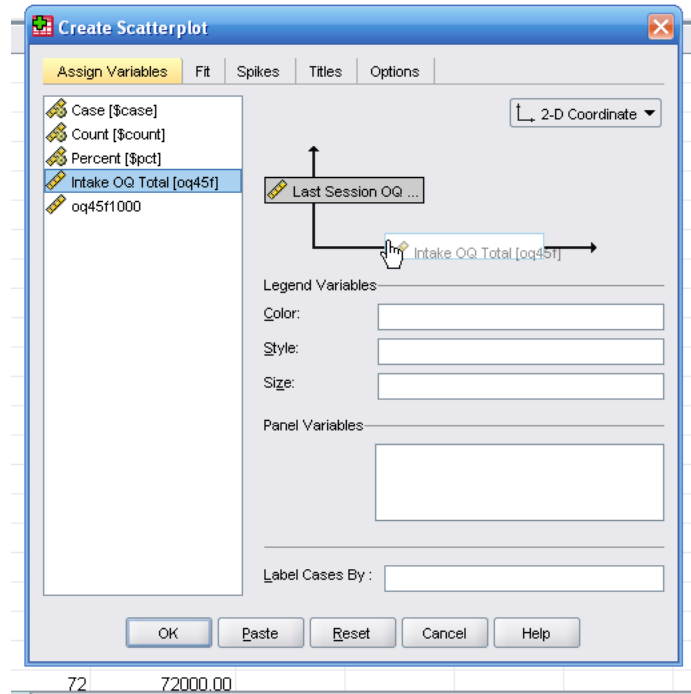 Create Scatterplot
Assign Variables Fit Spikes Titles Options
Case [$case]
Count [$count]
Percent [$pct]
Intake OQ Total [oq45f]
oq45f1000
2-D Coordinate
Last Session OQ ...
Intake OQ Total [oq45f]
Legend Variables
Color:
Style:
Size:
Panel Variables
Label Cases By :
OK Paste Reset Cancel Help
72 72000.00